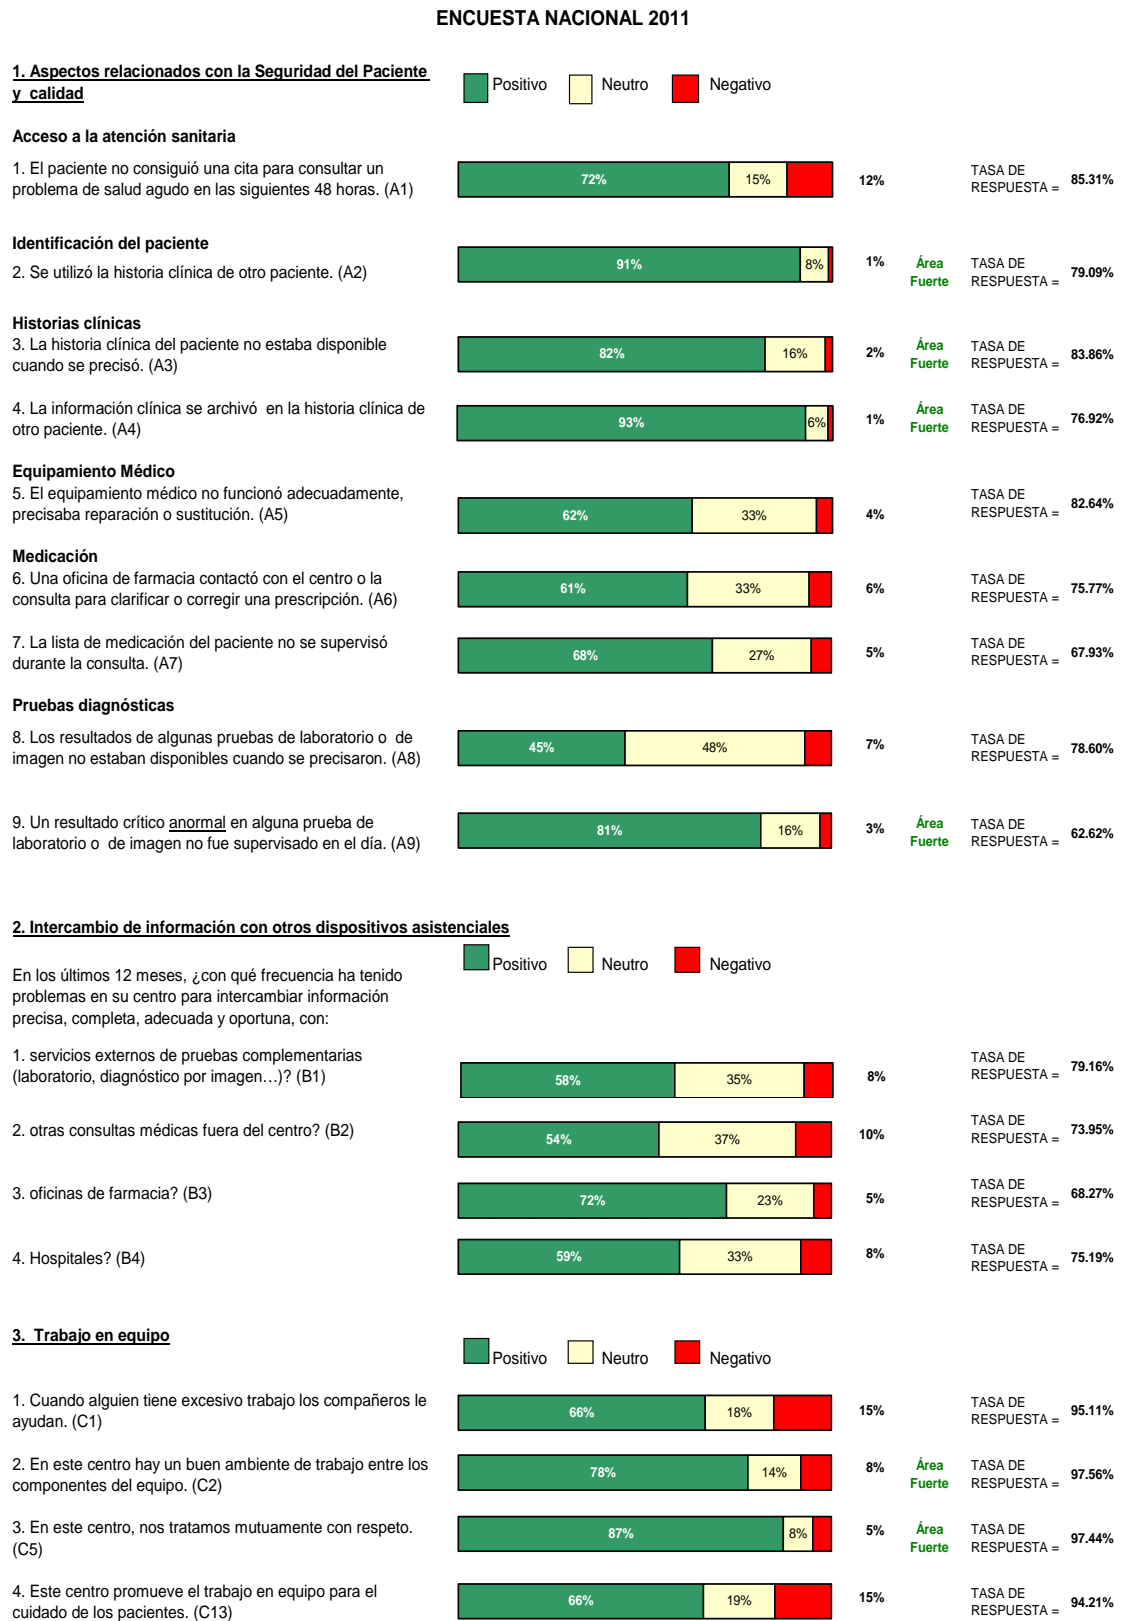 ENCUESTA NACIONAL 2011
1. Aspectos relacionados con la Seguridad del Paciente
y  calidad
Positivo Neutro Negativo
Acceso a la atención sanitaria
1. El paciente no consiguió una cita para consultar un
problema de salud agudo en las siguientes 48 horas. (A1)
72% 15% 12%
TASA DE
RESPUESTA = 85.31%
Identificación del paciente
2. Se utilizó la historia clínica de otro paciente. (A2)
91% 8% 1%
Área
Fuerte
TASA DE
RESPUESTA = 79.09%
Historias clínicas
3. La historia clínica del paciente no estaba disponible
cuando se precisó. (A3)
82% 16% 2%
Área
Fuerte
TASA DE
RESPUESTA = 83.86%
4. La información clínica se archivó  en la historia clínica de
otro paciente. (A4)
93% 6% 1%
Área
Fuerte
TASA DE
RESPUESTA = 76.92%
Equipamiento Médico
5. El equipamiento médico no funcionó adecuadamente,
precisaba reparación o sustitución. (A5)
62% 33% 4%
TASA DE
RESPUESTA = 82.64%
Medicación
6. Una oficina de farmacia contactó con el centro o la
consulta para clarificar o corregir una prescripción. (A6)
61% 33% 6%
TASA DE
RESPUESTA = 75.77%
7. La lista de medicación del paciente no se supervisó
durante la consulta. (A7)
68% 27% 5%
TASA DE
RESPUESTA = 67.93%
Pruebas diagnósticas
8. Los resultados de algunas pruebas de laboratorio o  de
imagen no estaban disponibles cuando se precisaron. (A8)
45% 48% 7%
TASA DE
RESPUESTA = 78.60%
9. Un resultado crítico anormal en alguna prueba de
laboratorio o  de imagen no fue supervisado en el día. (A9)
81% 16% 3%
Área
Fuerte
TASA DE
RESPUESTA = 62.62%
2. Intercambio de información con otros dispositivos asistenciales
Positivo Neutro Negativo
En los últimos 12 meses, ¿con qué frecuencia ha tenido
problemas en su centro para intercambiar información
precisa, completa, adecuada y oportuna, con:
1. servicios externos de pruebas complementarias
(laboratorio, diagnóstico por imagen…)? (B1)
58% 35% 8%
TASA DE
RESPUESTA = 79.16%
2. otras consultas médicas fuera del centro? (B2)
54% 37% 10%
TASA DE
RESPUESTA = 73.95%
3. oficinas de farmacia? (B3)
72% 23% 5%
TASA DE
RESPUESTA = 68.27%
4. Hospitales? (B4)
59% 33% 8%
TASA DE
RESPUESTA = 75.19%
3.  Trabajo en equipo
Positivo Neutro Negativo
1. Cuando alguien tiene excesivo trabajo los compañeros le
ayudan. (C1)
66% 18% 15%
TASA DE
RESPUESTA = 95.11%
2. En este centro hay un buen ambiente de trabajo entre los
componentes del equipo. (C2)
78% 14% 8%
Área
Fuerte
TASA DE
RESPUESTA = 97.56%
3. En este centro, nos tratamos mutuamente con respeto.
(C5)
87% 8% 5%
Área
Fuerte
TASA DE
RESPUESTA = 97.44%
4. Este centro promueve el trabajo en equipo para el
cuidado de los pacientes. (C13)
66% 19% 15%
TASA DE
RESPUESTA = 94.21%